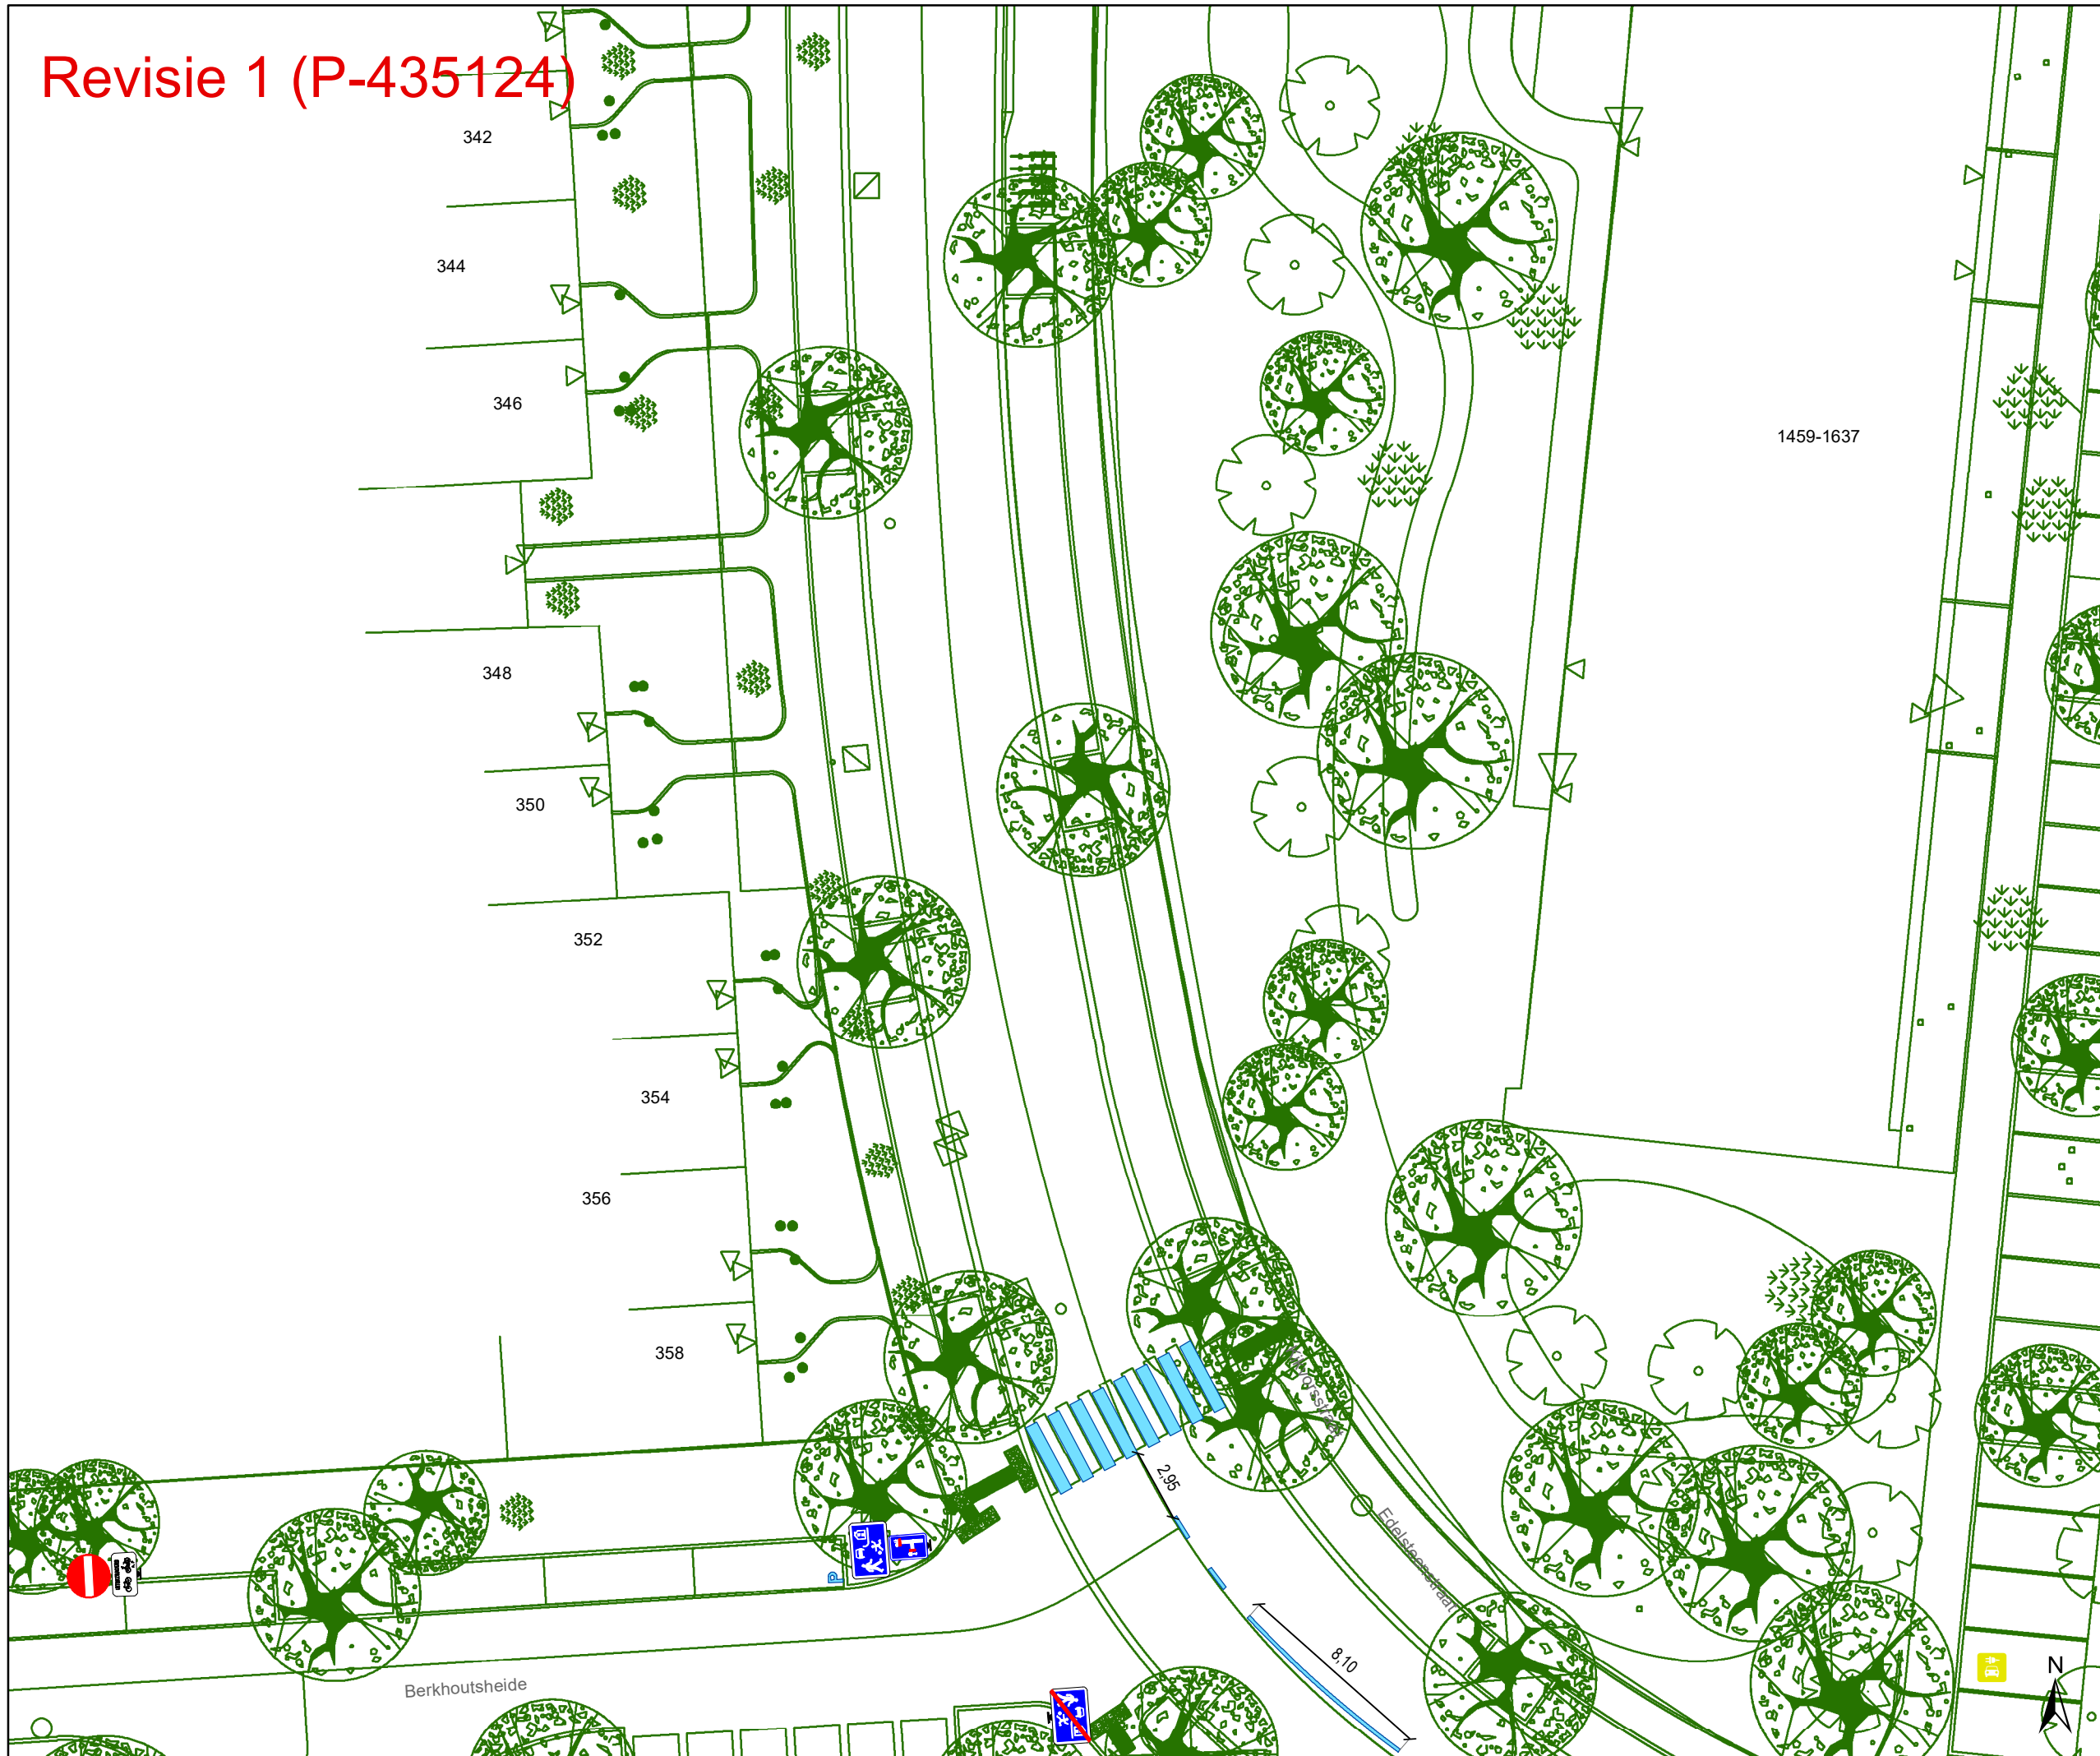 Revisie 1 (P-435124)
342
344
346
1459-1637
348
350
352
354
356
358
2,95
Edelsteenstraat
P
8,10
Berkhoutsheide
N